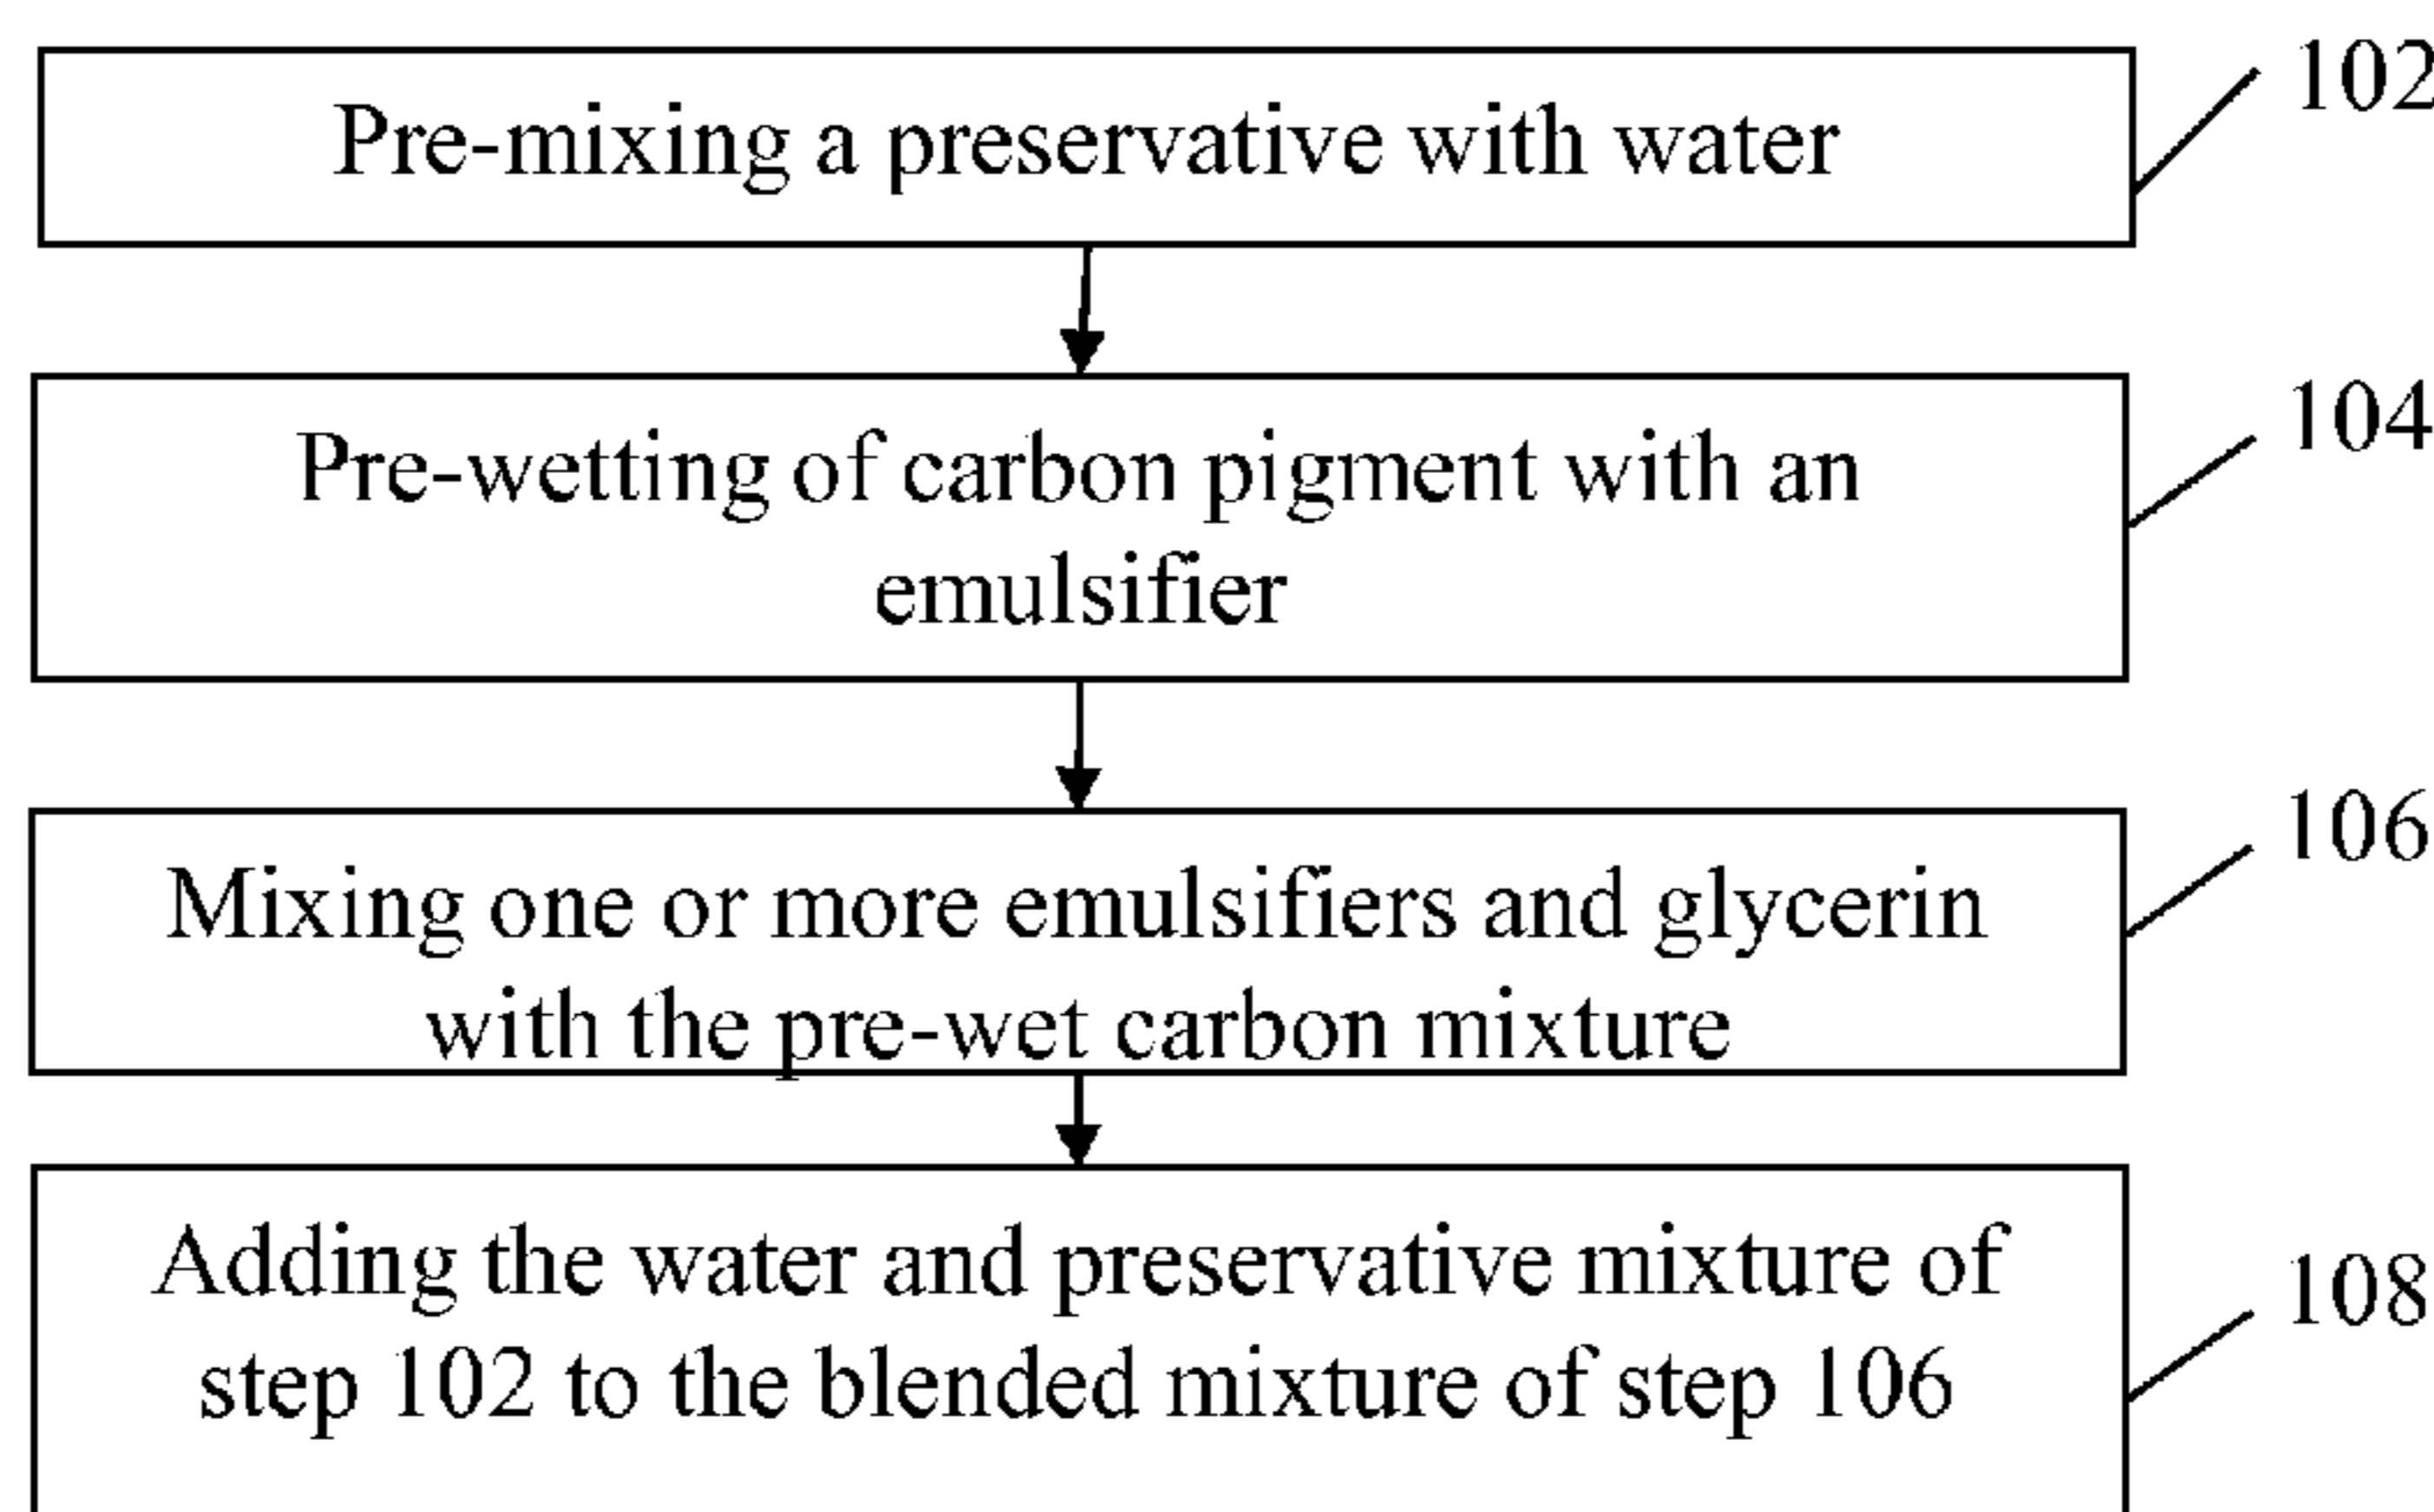 Pre-mixing a preservative with water
102
Pre-wetting of carbon pigment with an
emulsifier
104
Mixing one or more emulsifiers and glycerin
with the pre-wet carbon mixture
106
Adding the water and preservative mixture of
step 102 to the blended mixture of step 106
108